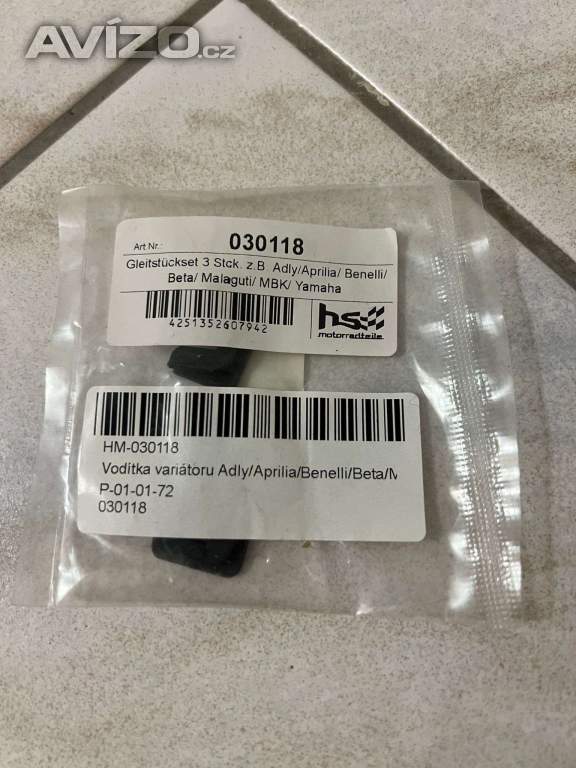 AVÍZO.cz
Art.Nr.: 030118
Gleitstückset 3 Stck. z.B. Adly/Aprilia/ Benelli/
Beta/ Malaguti/ MBK/ Yamaha
4251352607942
hs
motorradteile
HM-030118
Vodítka variátoru Adly/Aprilia/Benelli/Beta/M
P-01-01-72
030118